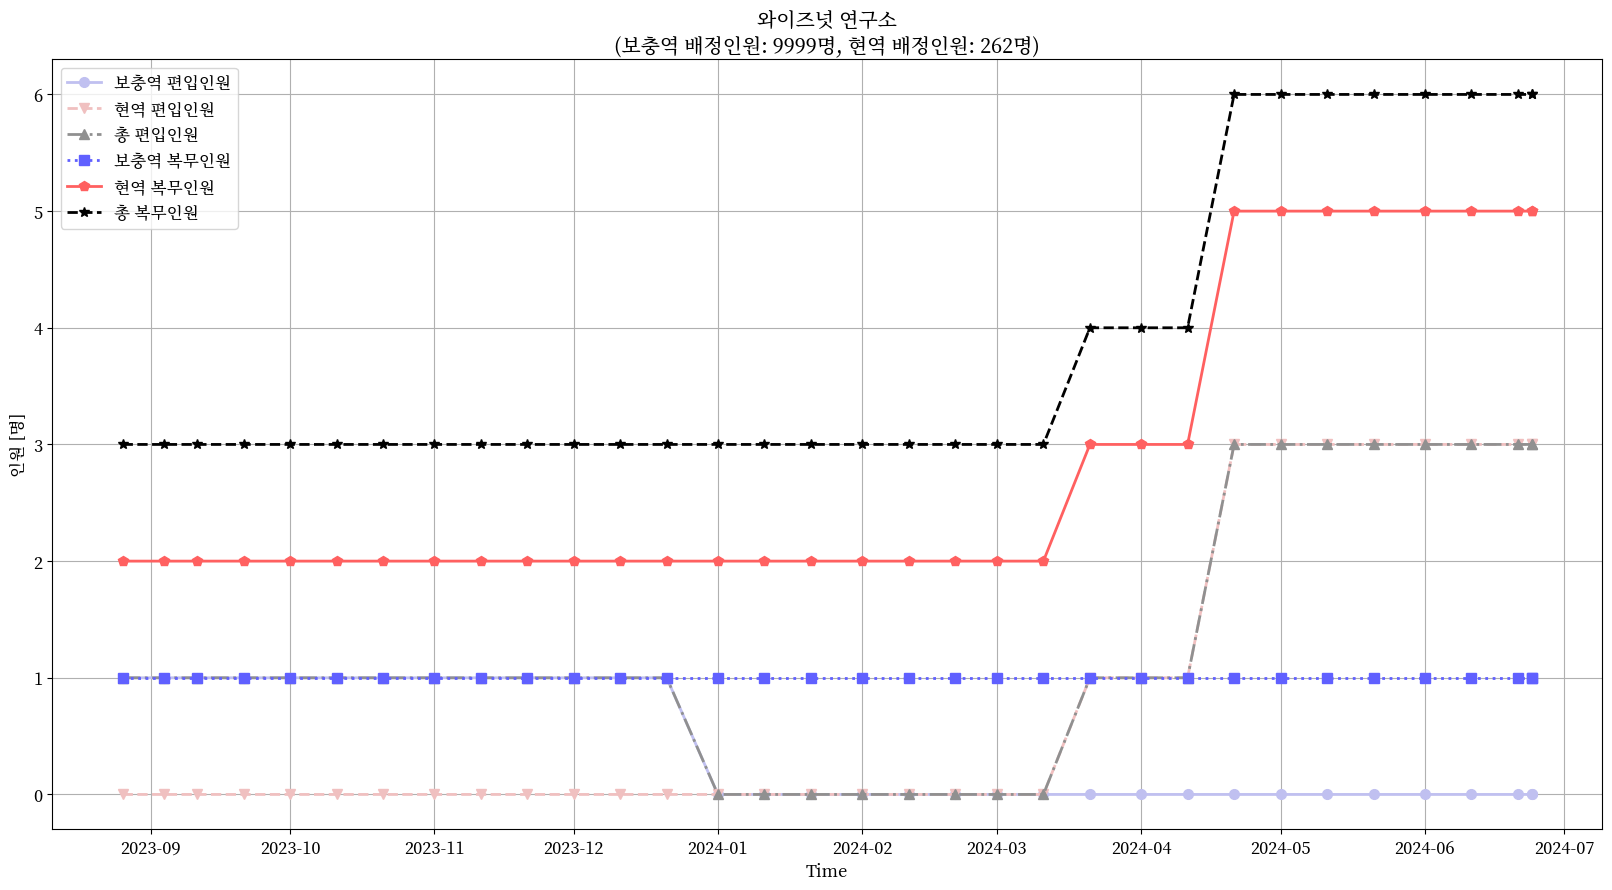 와이즈넛 연구소
(보충역 배정인원: 9999명, 현역 배정인원: 262명)
보충역 편입인원
현역 편입인원
총 편입인원
보충역 복무인원
현역 복무인원
총 복무인원
인원 [명]
6
5
4
3
2
1
0
2023-09 2023-10 2023-11 2023-12 2024-01 2024-02 2024-03 2024-04 2024-05 2024-06 2024-07
Time